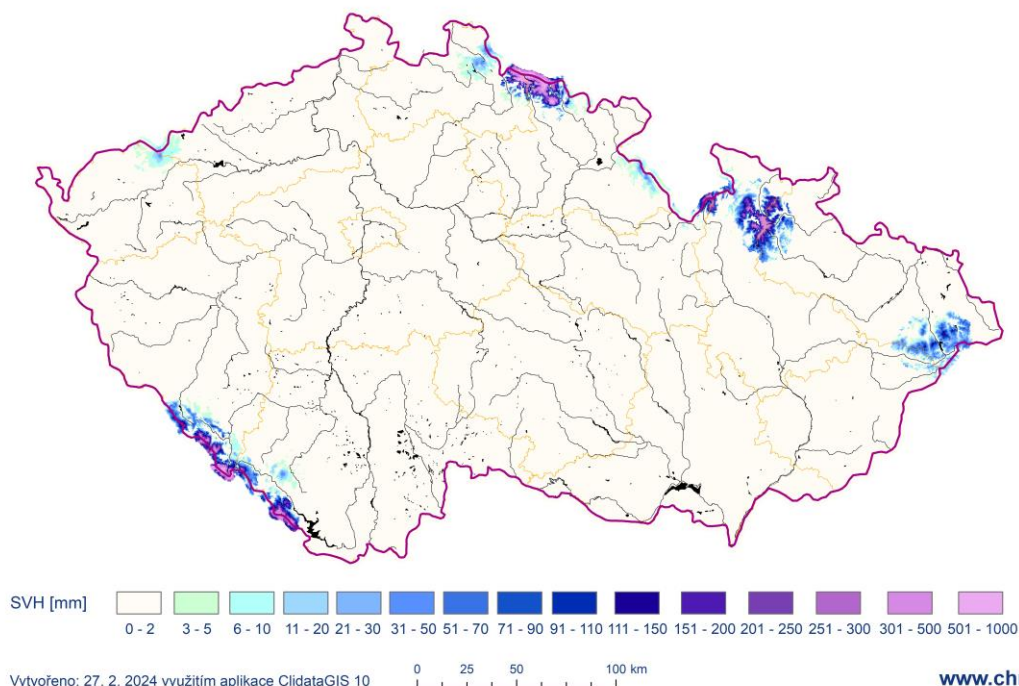 SVH [mm]
0 - 2 3 - 5 6 - 10 11 - 20 21 - 30 31 - 50 51 - 70 71 - 90 91 - 110 111 - 150 151 - 200 201 - 250 251 - 300 301 - 500 501 - 1000
0 25 50 100 km
Vytvořeno: 27. 2. 2024 využitím aplikace ClidataGIS 10
www.ch